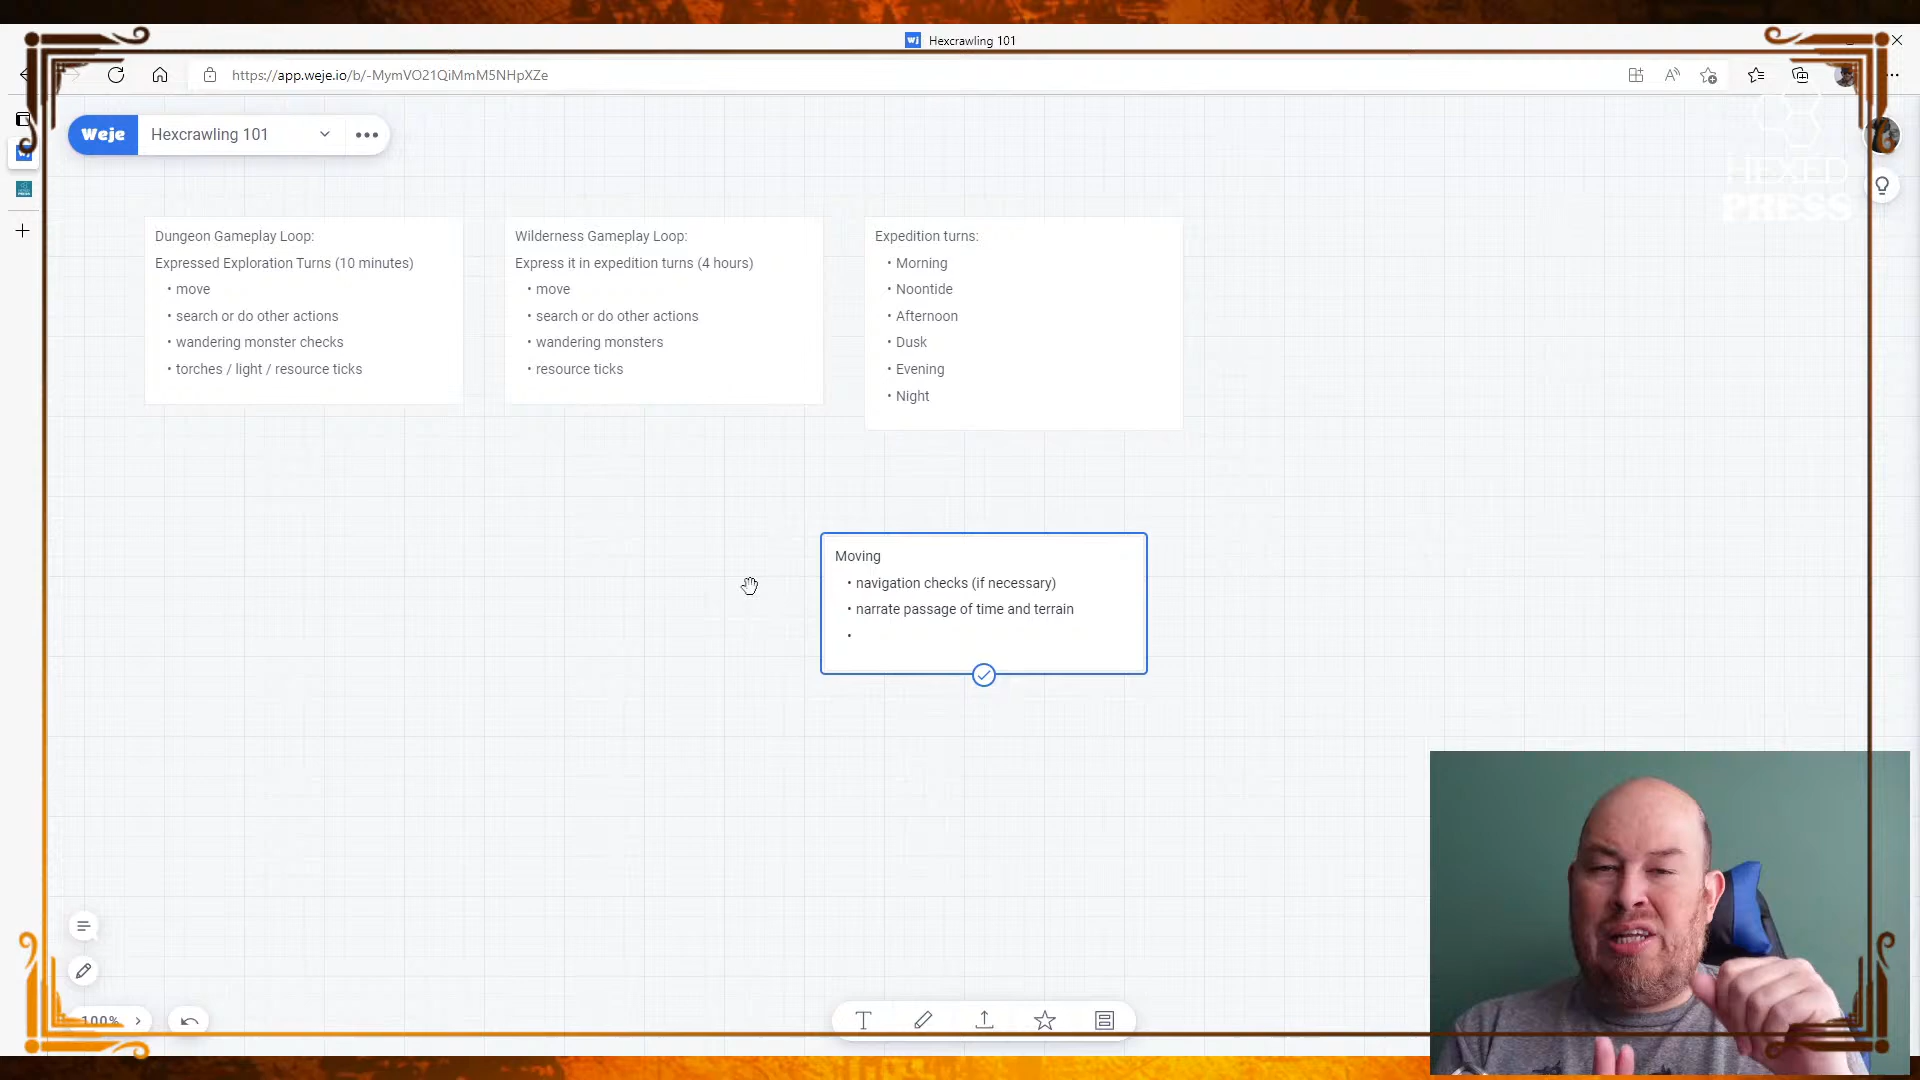 Hexcrawling 101
https://app.weje.io/b/-MymVO21QiMmM5NHpXZe
Weje Hexcrawling 101
HEXED
PRESS
Dungeon Gameplay Loop:
Expressed Exploration Turns (10 minutes)
• move
• search or do other actions
• wandering monster checks
• torches / light / resource ticks
Wilderness Gameplay Loop:
Express it in expedition turns (4 hours)
• move
• search or do other actions
• wandering monsters
• resource ticks
Expedition turns:
• Morning
• Noontide
• Afternoon
• Dusk
• Evening
• Night
Moving
• navigation checks (if necessary)
• narrate passage of time and terrain
•
100%